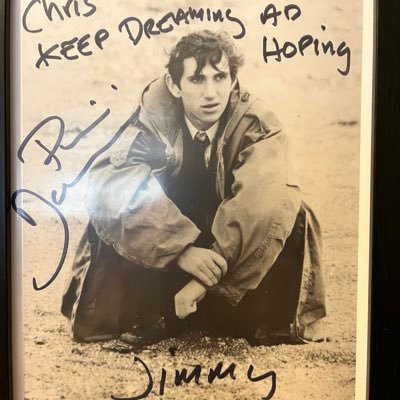 Chris
KEEP DREAMING AD
HOPING
Jimmy